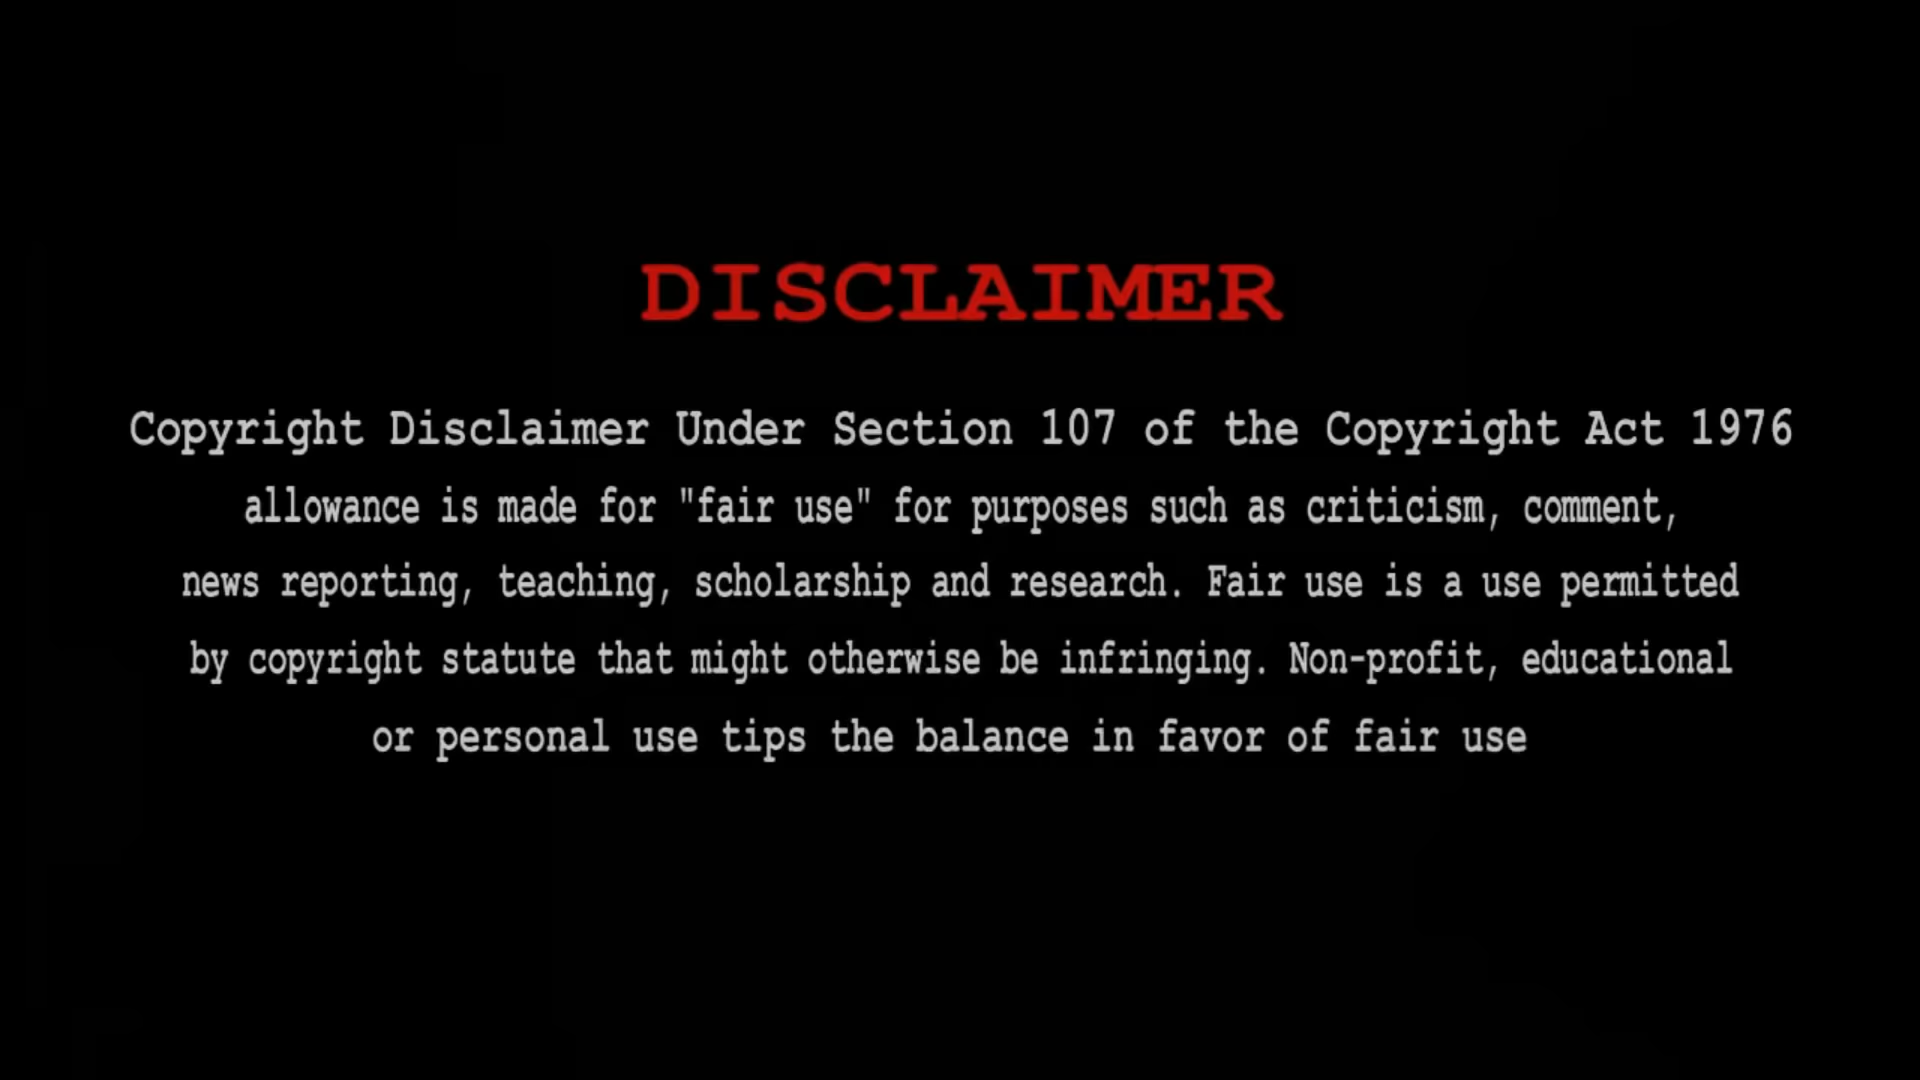 DISCLAIMER
Copyright Disclaimer Under Section 107 of the Copyright Act 1976
allowance is made for "fair use" for purposes such as criticism, comment,
news reporting, teaching, scholarship and research. Fair use is a use permitted
by copyright statute that might otherwise be infringing. Non-profit, educational
or personal use tips the balance in favor of fair use